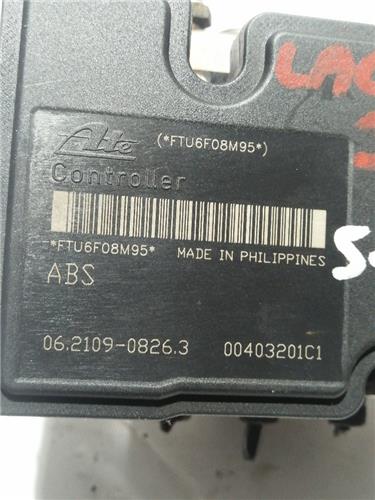 Ate (*FTU6F08M95*)
Controller
*FTU6F08M95* MADE IN PHILIPPINES
ABS
06.2109-0826.3 00403201C1